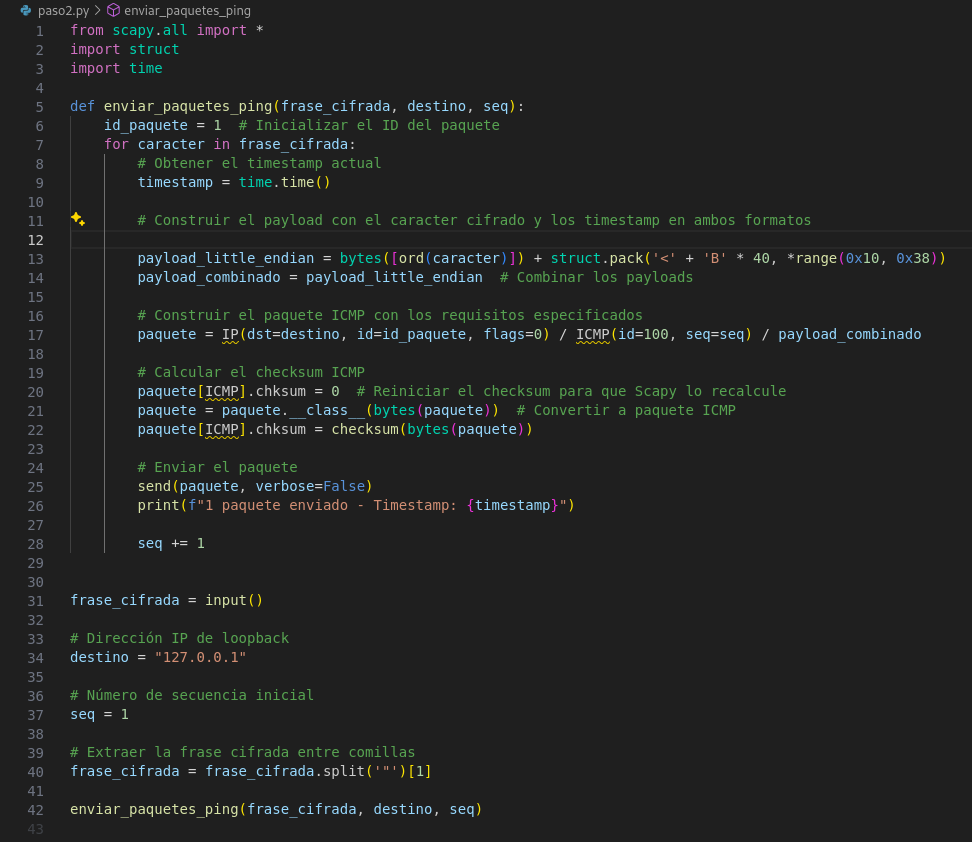 paso2.py > enviar_paquetes_ping
1 from scapy.all import *
2 import struct
3 import time
4
5 def enviar_paquetes_ping(frase_cifrada, destino, seq):
6     id_paquete = 1  # Inicializar el ID del paquete
7     for caracter in frase_cifrada:
8         # Obtener el timestamp actual
9         timestamp = time.time()
10
11         # Construir el payload con el caracter cifrado y los timestamp en ambos formatos
12
13         payload_little_endian = bytes([ord(caracter)]) + struct.pack('<' + 'B' * 40, *range(0x10, 0x38))
14         payload_combinado = payload_little_endian  # Combinar los payloads
15
16         # Construir el paquete ICMP con los requisitos especificados
17         paquete = IP(dst=destino, id=id_paquete, flags=0) / ICMP(id=100, seq=seq) / payload_combinado
18
19         # Calcular el checksum ICMP
20         paquete[ICMP].chksum = 0  # Reiniciar el checksum para que Scapy lo recalcule
21         paquete = paquete.__class__(bytes(paquete))  # Convertir a paquete ICMP
22         paquete[ICMP].chksum = checksum(bytes(paquete))
23
24         # Enviar el paquete
25         send(paquete, verbose=False)
26         print(f"1 paquete enviado - Timestamp: {timestamp}")
27
28         seq += 1
29
30
31 frase_cifrada = input()
32
33 # Dirección IP de loopback
34 destino = "127.0.0.1"
35
36 # Número de secuencia inicial
37 seq = 1
38
39 # Extraer la frase cifrada entre comillas
40 frase_cifrada = frase_cifrada.split('"')[1]
41
42 enviar_paquetes_ping(frase_cifrada, destino, seq)
43